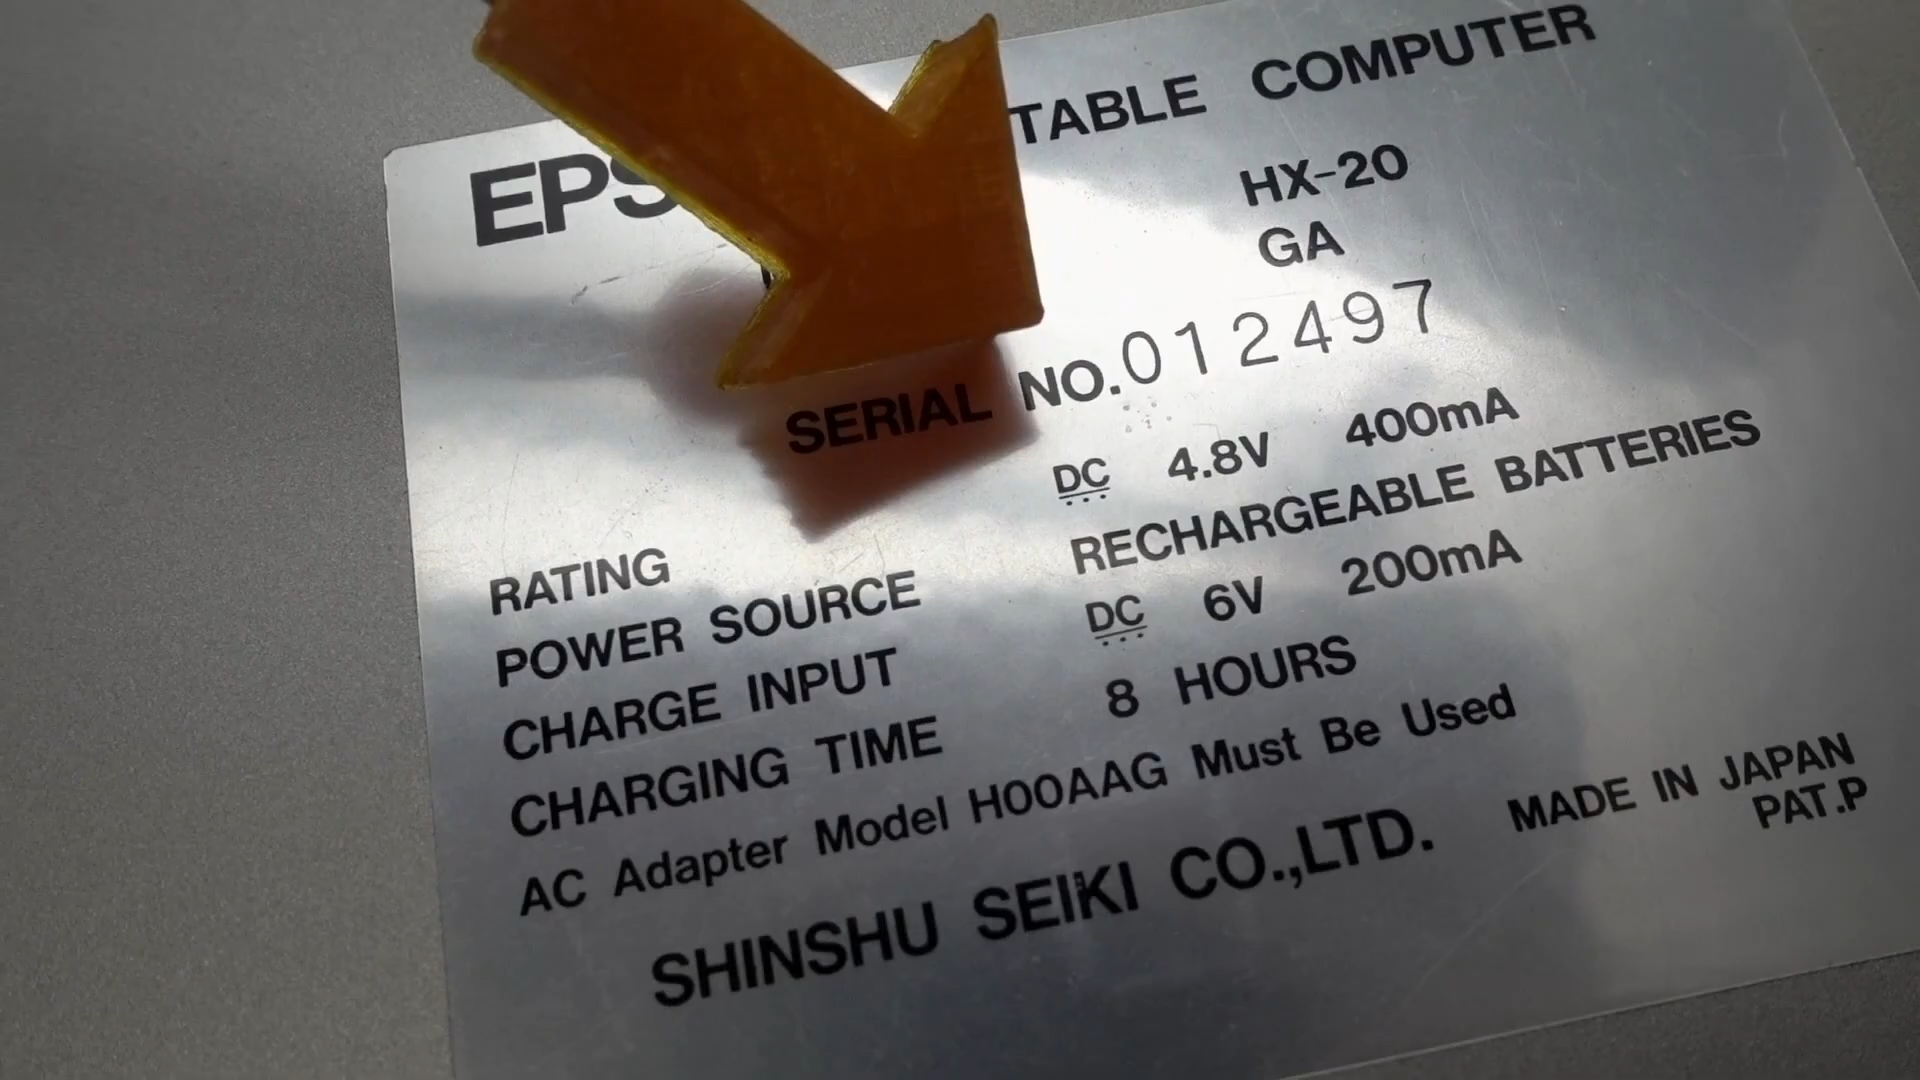 EPS TABLE COMPUTER
HX-20
GA
SERIAL NO. 012497
RATING DC 4.8V 400mA
POWER SOURCE RECHARGEABLE BATTERIES
CHARGE INPUT DC 6V 200mA
CHARGING TIME 8 HOURS
AC Adapter Model H00AAG Must Be Used
SHINSHU SEIKI CO.,LTD. MADE IN JAPAN
PAT.P